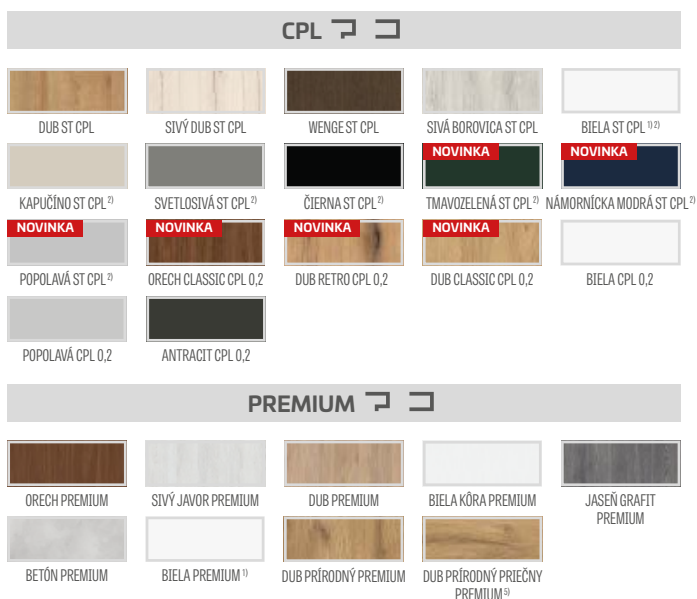 CPL
DUB ST CPL
SIVÝ DUB ST CPL
WENGE ST CPL
SIVÁ BOROVICA ST CPL
BIELA ST CPL 1) 2)
NOVINKA
NOVINKA
KAPUČÍNO ST CPL 2)
SVETLOSIVÁ ST CPL 2)
ČIERNA ST CPL 2)
TMAVOZELENÁ ST CPL 2)
NÁMORNÍCKA MODRÁ ST CPL 2)
NOVINKA
NOVINKA
NOVINKA
NOVINKA
POPOLAVÁ ST CPL 2)
ORECH CLASSIC CPL 0,2
DUB RETRO CPL 0,2
DUB CLASSIC CPL 0,2
BIELA CPL 0,2
POPOLAVÁ CPL 0,2
ANTRACIT CPL 0,2
PREMIUM
ORECH PREMIUM
SIVÝ JAVOR PREMIUM
DUB PREMIUM
BIELA KÔRA PREMIUM
JASEŇ GRAFIT
PREMIUM
BETÓN PREMIUM
BIELA PREMIUM 1)
DUB PRÍRODNÝ PREMIUM
DUB PRÍRODNÝ PRIEČNY
PREMIUM 5)